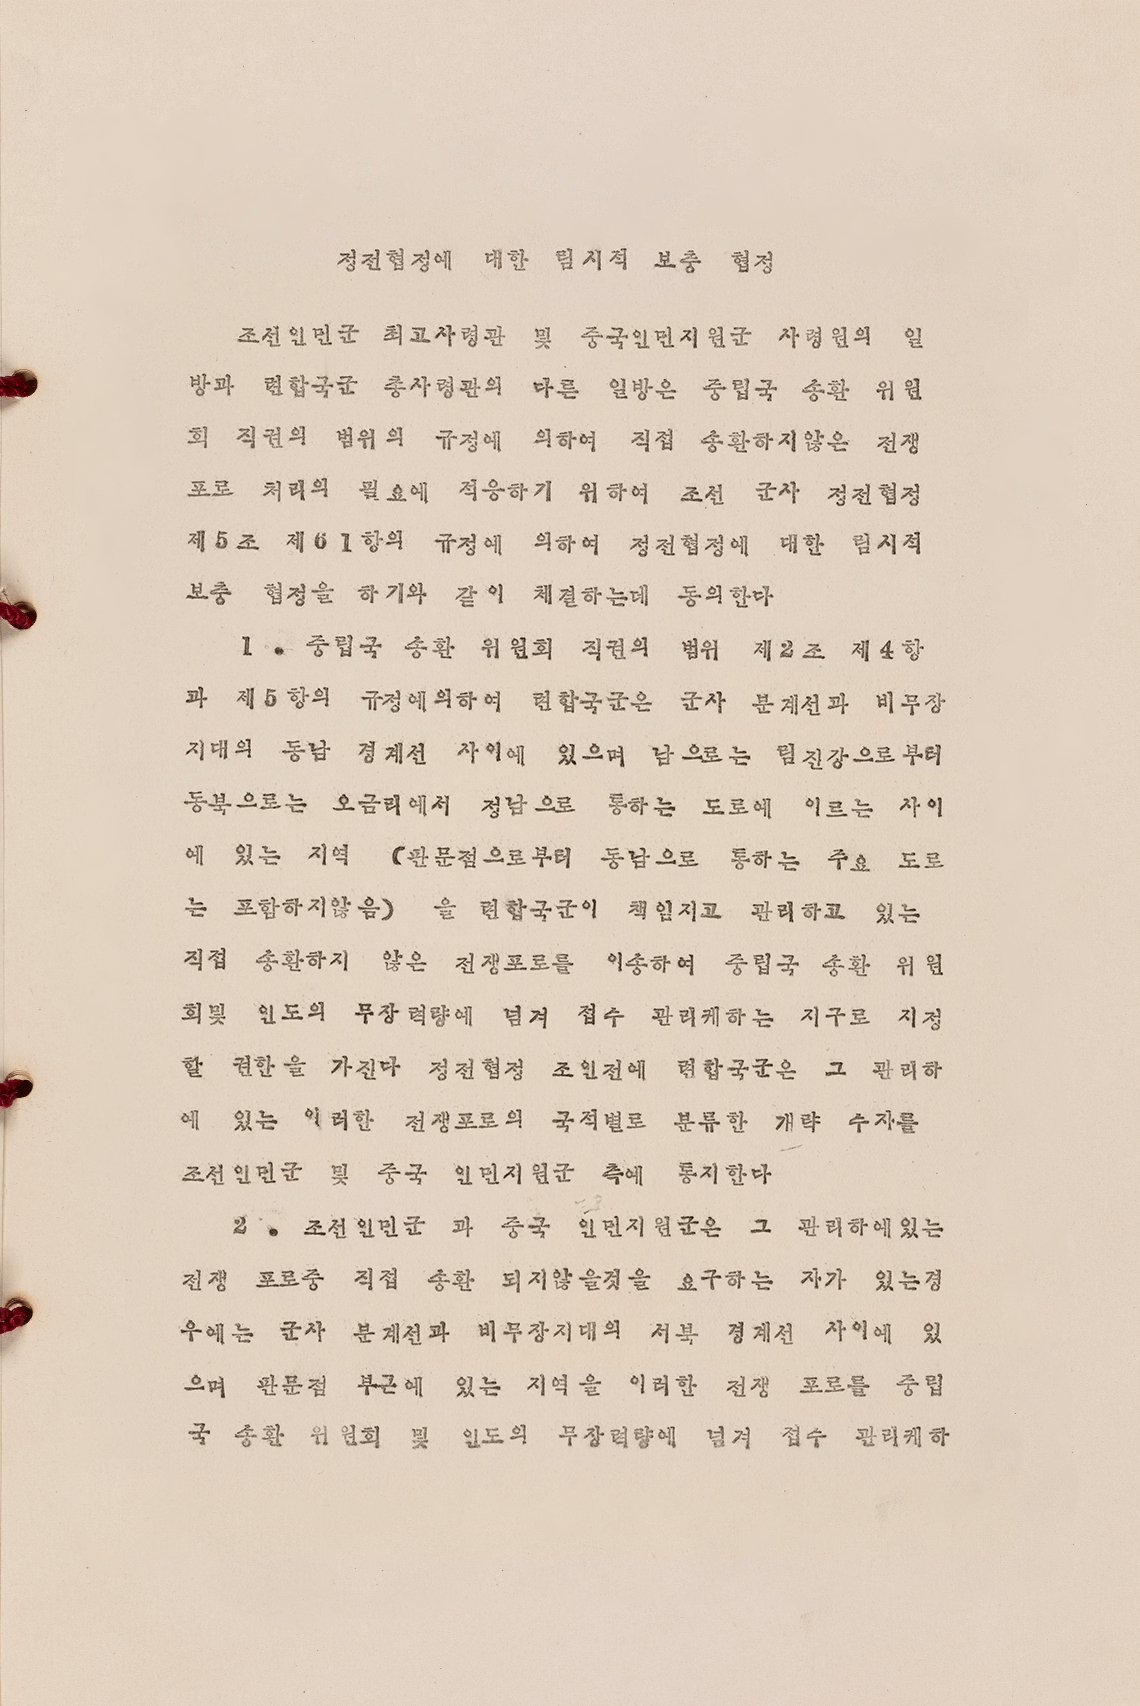 정전협정에 대한 림시적 보충 협정
조선인민군 최고사령관 및 중국인민지원군 사령원의 일
방과 련합국군 총사령관의 다른 일방은 중립국 송환 위원
회 직권의 범위의 규정에 의하여 직접 송환하지않은 전쟁
포로 처리의 필요에 적응하기 위하여 조선 군사 정전협정
제5조 제61항의 규정에 의하여 정전협정에 대한 림시적
보충 협정을 하기와 같이 체결하는데 동의한다
1. 중립국 송환 위원회 직권의 범위 제2조 제4항
과 제5항의 규정에의하여 련합국군은 군사 분계선과 비무장
지대의 동남 경계선 사이에 있으며 남으로는 림진강으로부터
동북으로는 오금리에서 정남으로 통하는 도로에 이르는 사이
에 있는 지역 (판문점으로부터 동남으로 통하는 주요 도로
는 포함하지않음) 을 련합국군이 책임지고 관리하고 있는
직접 송환하지 않은 전쟁포로를 이송하여 중립국 송환 위원
회및 인도의 무장력량에 넘겨 접수 관리케하는 지구로 지정
할 권한을 가진다 정전협정 조인전에 련합국군은 그 관리하
에 있는 이러한 전쟁포로의 국적별로 분류한 개략 수자를
조선인민군 및 중국 인민지원군 측에 통지한다
2. 조선인민군 과 중국 인민지원군은 그 관리하에있는
전쟁 포로중 직접 송환 되지않을것을 요구하는 자가 있는경
우에는 군사 분계선과 비무장지대의 서북 경계선 사이에 있
으며 판문점 부근에 있는 지역을 이러한 전쟁 포로를 중립
국 송환 위원회 및 인도의 무장력량에 넘겨 접수 관리케하